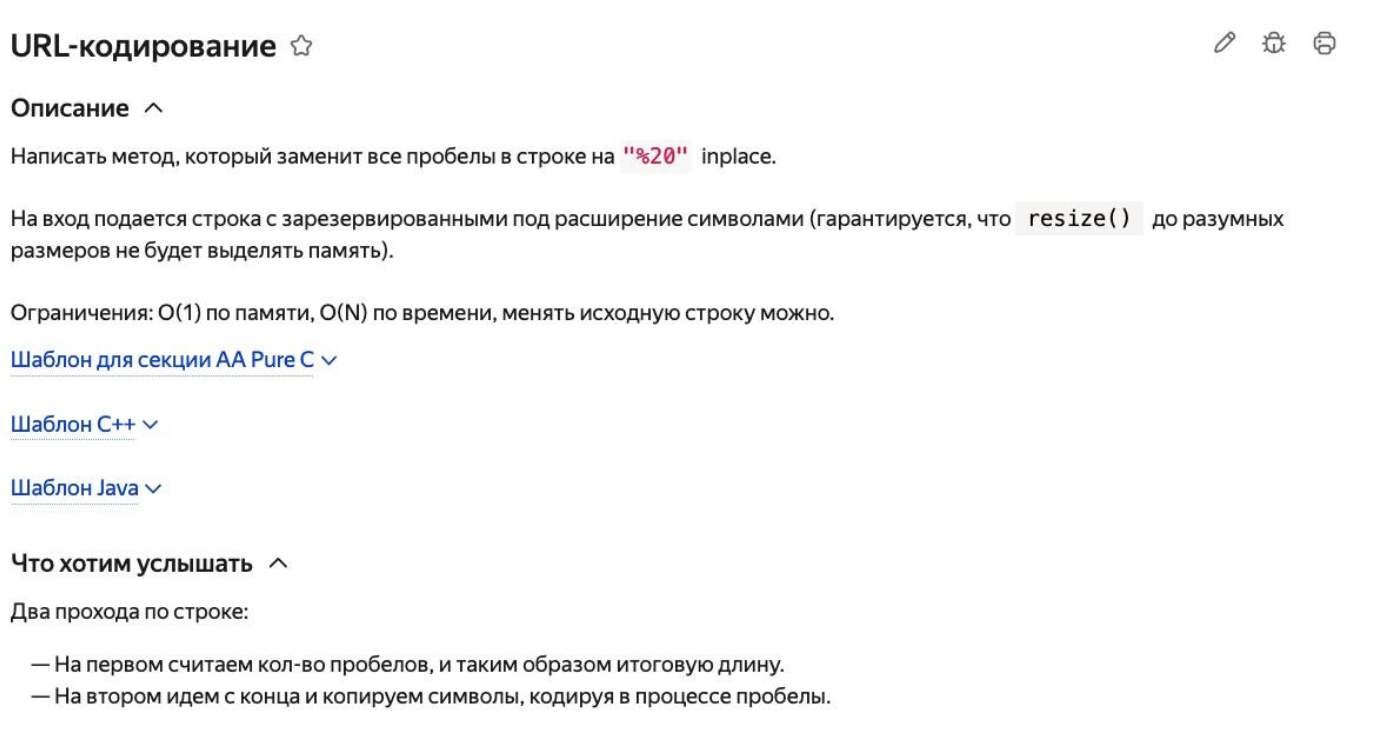 URL-кодирование
Описание
Написать метод, который заменит все пробелы в строке на "%20" inplace.
На вход подается строка с зарезервированными под расширение символами (гарантируется, что resize() до разумных
размеров не будет выделять память).
Ограничения: O(1) по памяти, O(N) по времени, менять исходную строку можно.
Шаблон для секции AA Pure C
Шаблон C++
Шаблон Java
Что хотим услышать
Два прохода по строке:
— На первом считаем кол-во пробелов, и таким образом итоговую длину.
— На втором идем с конца и копируем символы, кодируя в процессе пробелы.